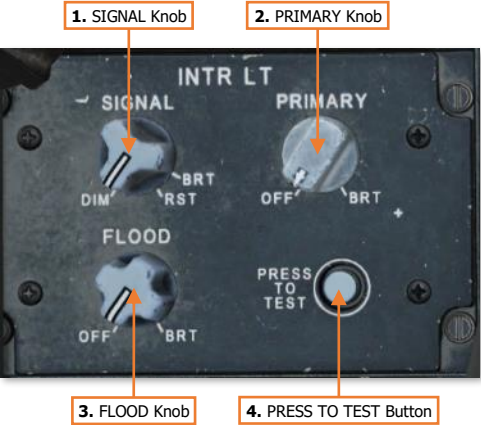 1. SIGNAL Knob
2. PRIMARY Knob
INTR LT
SIGNAL
PRIMARY
BRT
DIM
RST
OFF
BRT
FLOOD
PRESS
TO
TEST
OFF
BRT
3. FLOOD Knob
4. PRESS TO TEST Button